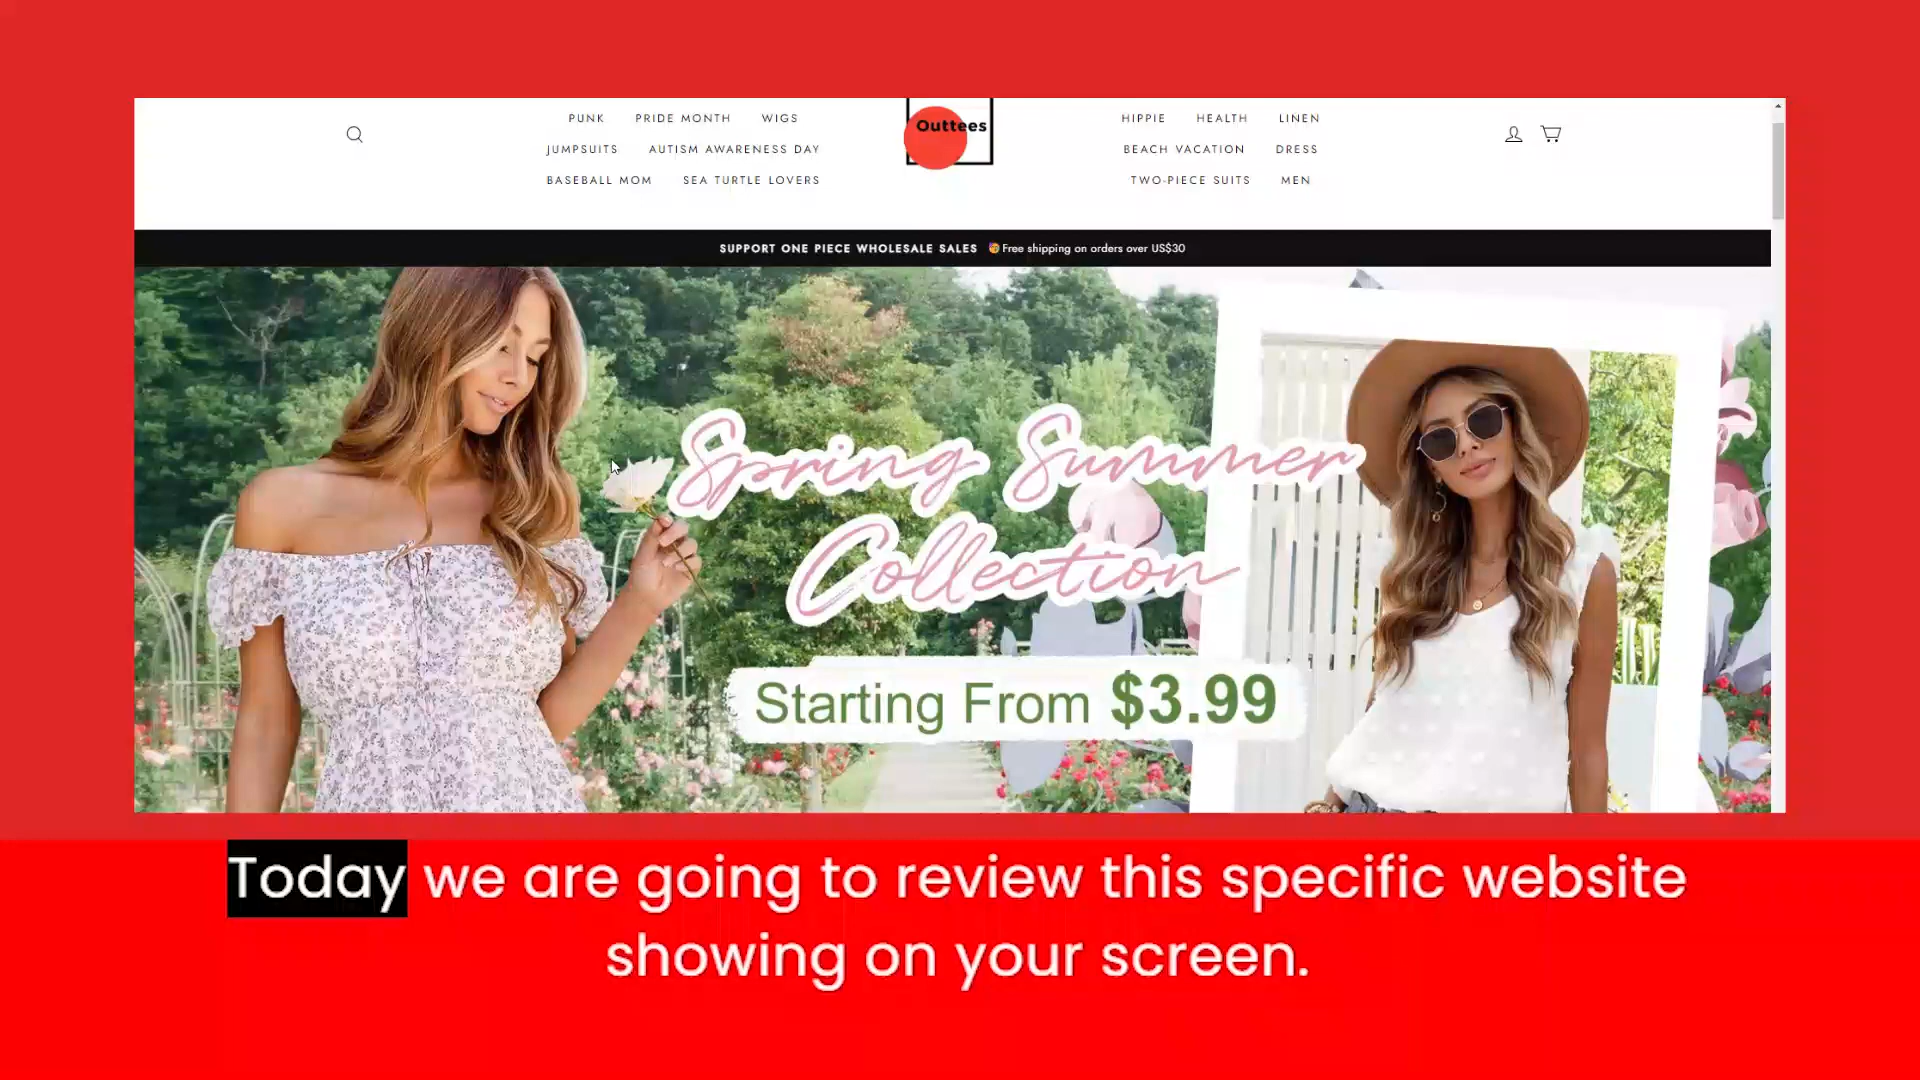 PUNK PRIDE MONTH WIGS
JUMPSUITS AUTISM AWARENESS DAY
BASEBALL MOM SEA TURTLE LOVERS
Outtees
HIPPIE HEALTH LINEN
BEACH VACATION DRESS
TWO-PIECE SUITS MEN
SUPPORT ONE PIECE WHOLESALE SALES Free shipping on orders over US$30
Spring Summer
Collection
Starting From $3.99
Today we are going to review this specific website
showing on your screen.